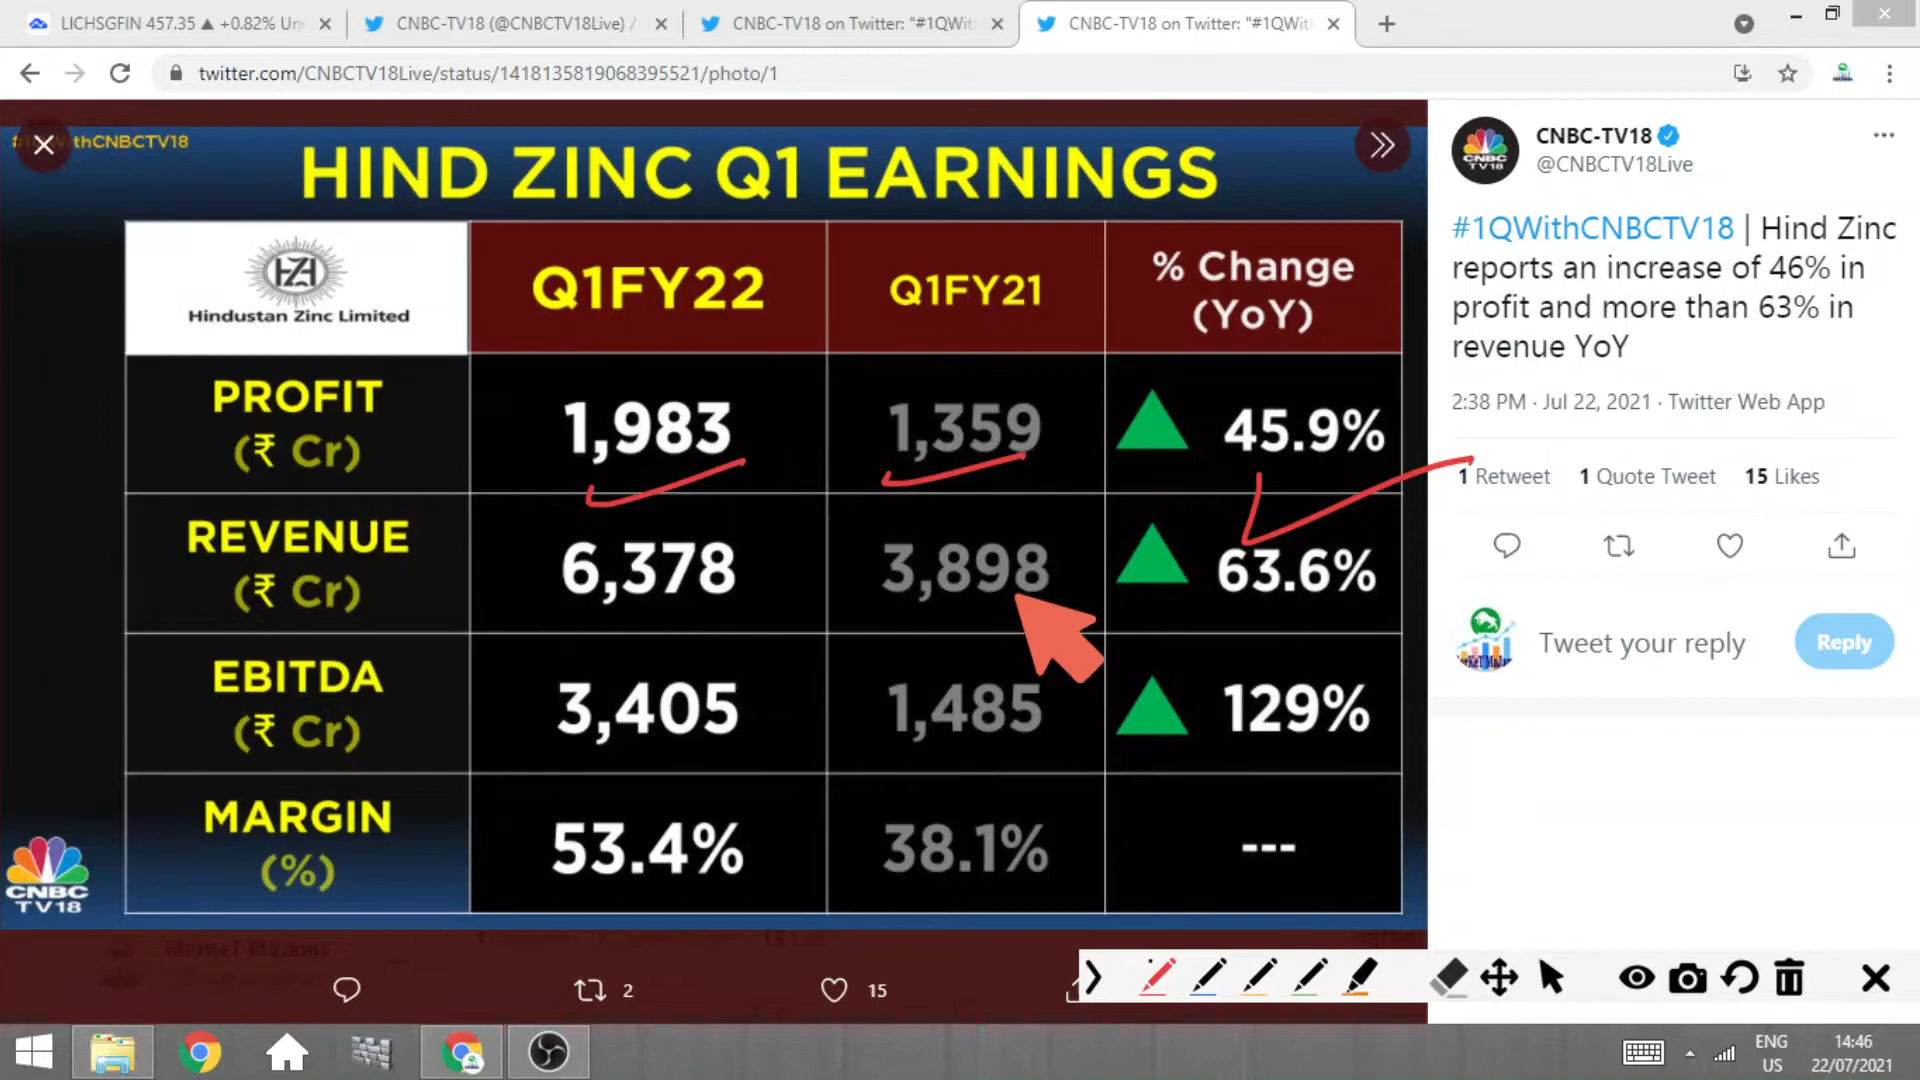 LICHSGFIN 457.35 ▲ +0.82% Un
CNBC-TV18 (@CNBCTV18Live) /
CNBC-TV18 on Twitter: "#1QWit
CNBC-TV18 on Twitter: "#1QWit
twitter.com/CNBCTV18Live/status/1418135819068395521/photo/1
thCNBCTV18
HIND ZINC Q1 EARNINGS
HZL
Hindustan Zinc Limited
Q1FY22
Q1FY21
% Change
(YoY)
PROFIT
(₹ Cr)
1,983
1,359
45.9%
REVENUE
(₹ Cr)
6,378
3,898
63.6%
EBITDA
(₹ Cr)
3,405
1,485
129%
MARGIN
(%)
53.4%
38.1%
---
CNBC
TV18
2
15
CNBC
TV18
CNBC-TV18
@CNBCTV18Live
#1QWithCNBCTV18 | Hind Zinc
reports an increase of 46% in
profit and more than 63% in
revenue YoY
2:38 PM · Jul 22, 2021 · Twitter Web App
1 Retweet 1 Quote Tweet 15 Likes
Tweet your reply
Reply
ENG
US
14:46
22/07/2021